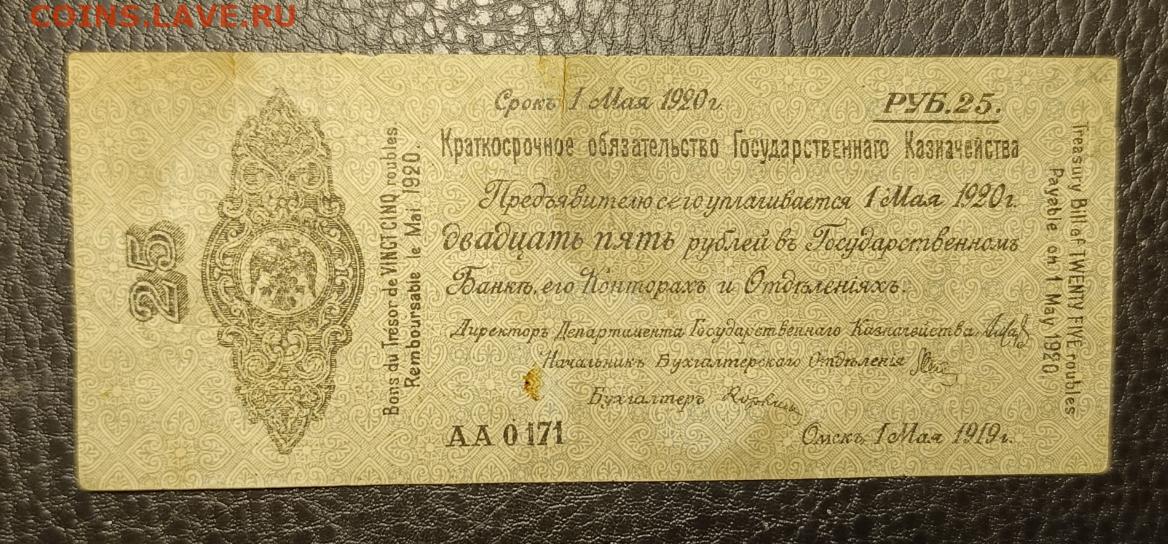 COINS.LAVE.RU
Срокъ 1 Мая 1920 г.
РУБ. 25.
Краткосрочное обязательство Государственнаго Казначейства
Предъявителю сего уплачивается 1 Мая 1920 г.
двадцать пять рублей въ Государственномъ
Банкѣ, его Конторахъ и Отдѣленіяхъ.
Директоръ Департамента Государственнаго Казначейства
Начальникъ Бухгалтерскаго Отдѣленія
Бухгалтеръ
АА 0171
Омскъ, 1 Мая 1919 г.
25
Bons du Tresor de VINGT CINQ roubles
Remboursable le Mai 1920.
Treasury Bill of TWENTY FIVE roubles
Payable on 1 May 1920